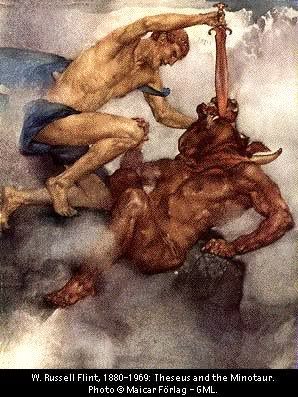 W. Russell Flint, 1880-1969: Theseus and the Minotaur.
Photo © Maicar Förlag - GML.